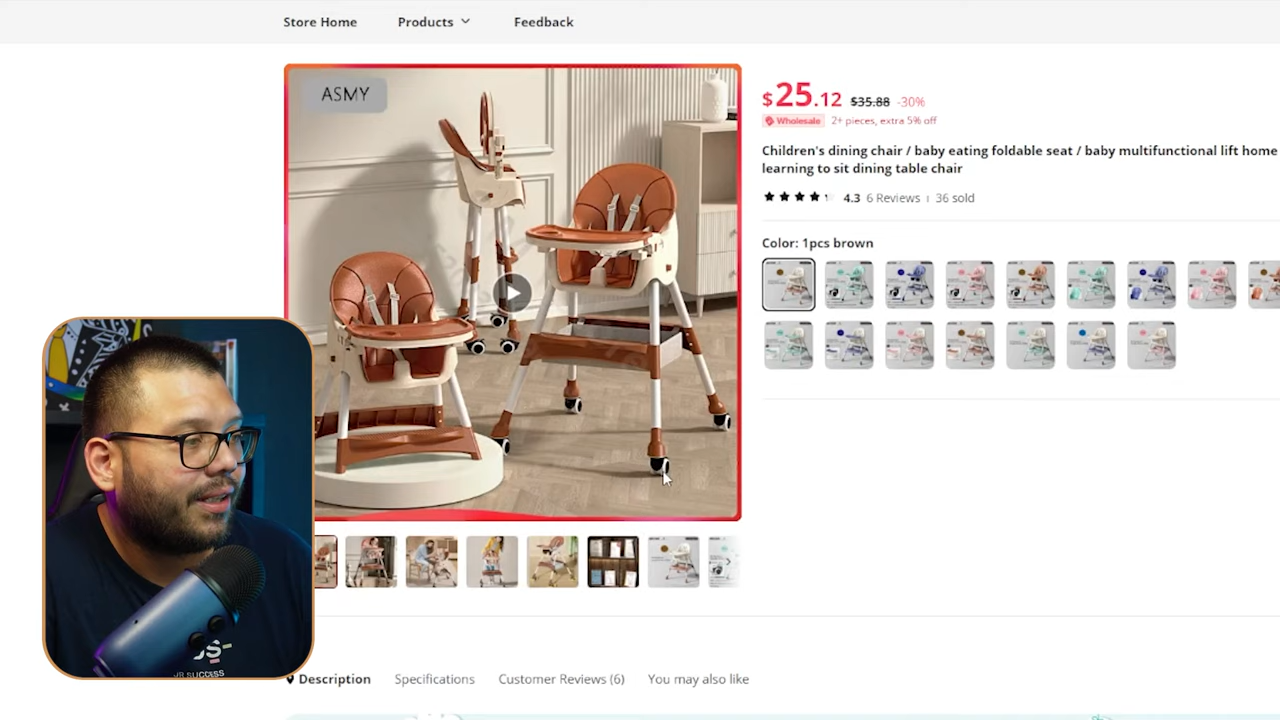 Store Home Products Feedback
ASMY
$25.12 $35.88 -30%
Wholesale 2+ pieces, extra 5% off
Children's dining chair / baby eating foldable seat / baby multifunctional lift home
learning to sit dining table chair
4.3 6 Reviews 36 sold
Color: 1pcs brown
UR SUCCESS
Description Specifications Customer Reviews (6) You may also like